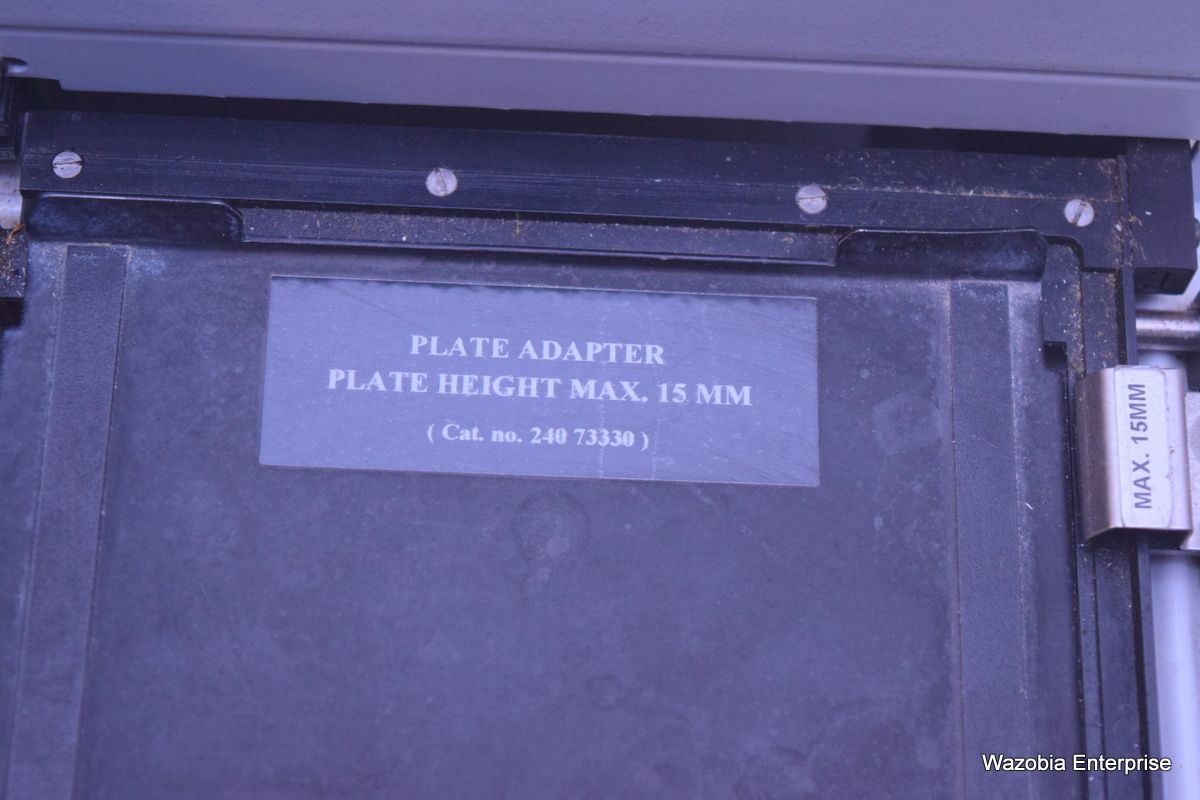 PLATE ADAPTER
PLATE HEIGHT MAX. 15 MM
( Cat. no. 240 73330 )
MAX. 15MM
Wazobia Enterprise